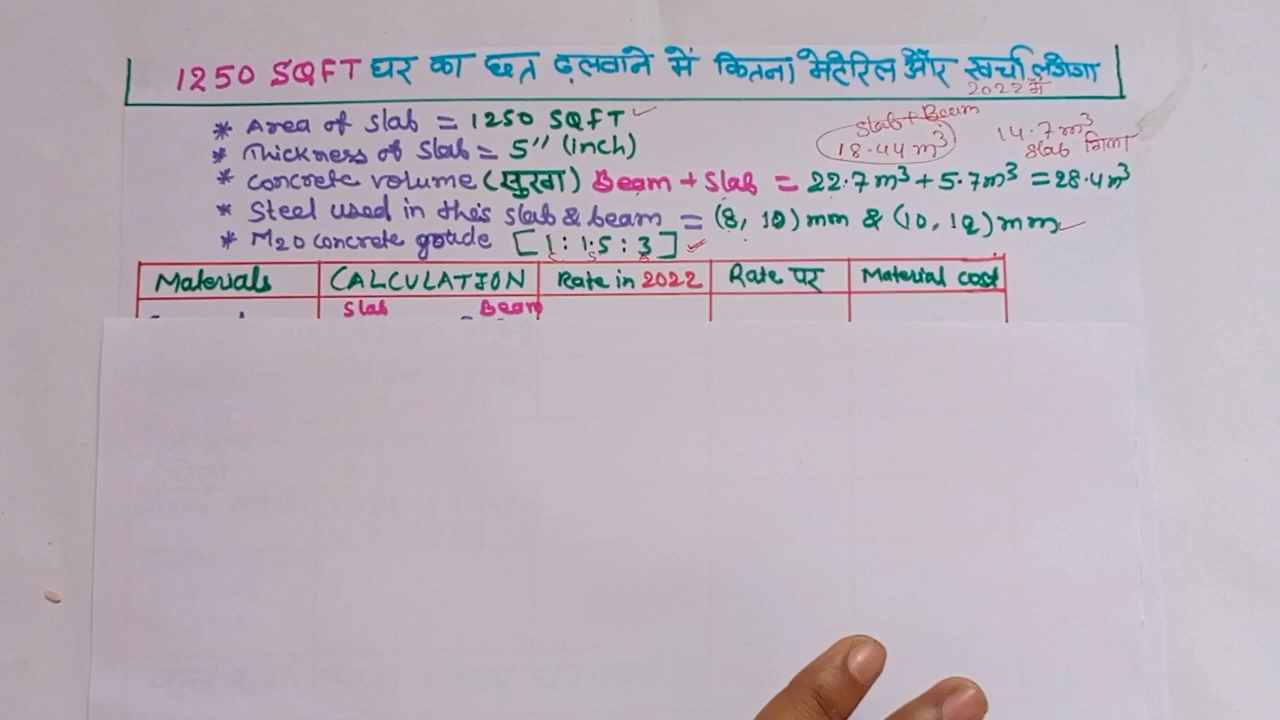 1250 SQFT घर का छत ढ़लवाने में कितना मेटेरिल और खर्चा लगेगा
2022 में
* Area of slab = 1250 SQFT ✓
slab + Beam
18.44 m³
14.7 m³
slab गिला
* Thickness of slab = 5" (inch)
* Concrete volume (सुखा) Beam + Slab = 22.7 m³ + 5.7 m³ = 28.4 m³
* Steel used in this slab & beam = (8, 10) mm & (10, 12) mm
* M20 concrete grade [1 : 1.5 : 3]
Materials CALCULATION Rate in 2022 Rate पर Material cost
Slab Beam